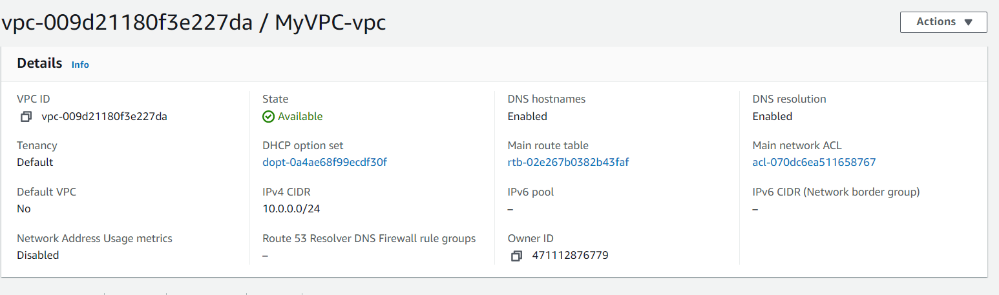 vpc-009d21180f3e227da / MyVPC-vpc
Actions
Details Info
VPC ID
vpc-009d21180f3e227da
State
Available
DNS hostnames
Enabled
DNS resolution
Enabled
Tenancy
Default
DHCP option set
dopt-0a4ae68f99ecdf30f
Main route table
rtb-02e267b0382b43faf
Main network ACL
acl-070dc6ea511658767
Default VPC
No
IPv4 CIDR
10.0.0.0/24
IPv6 pool
–
IPv6 CIDR (Network border group)
–
Network Address Usage metrics
Disabled
Route 53 Resolver DNS Firewall rule groups
–
Owner ID
471112876779